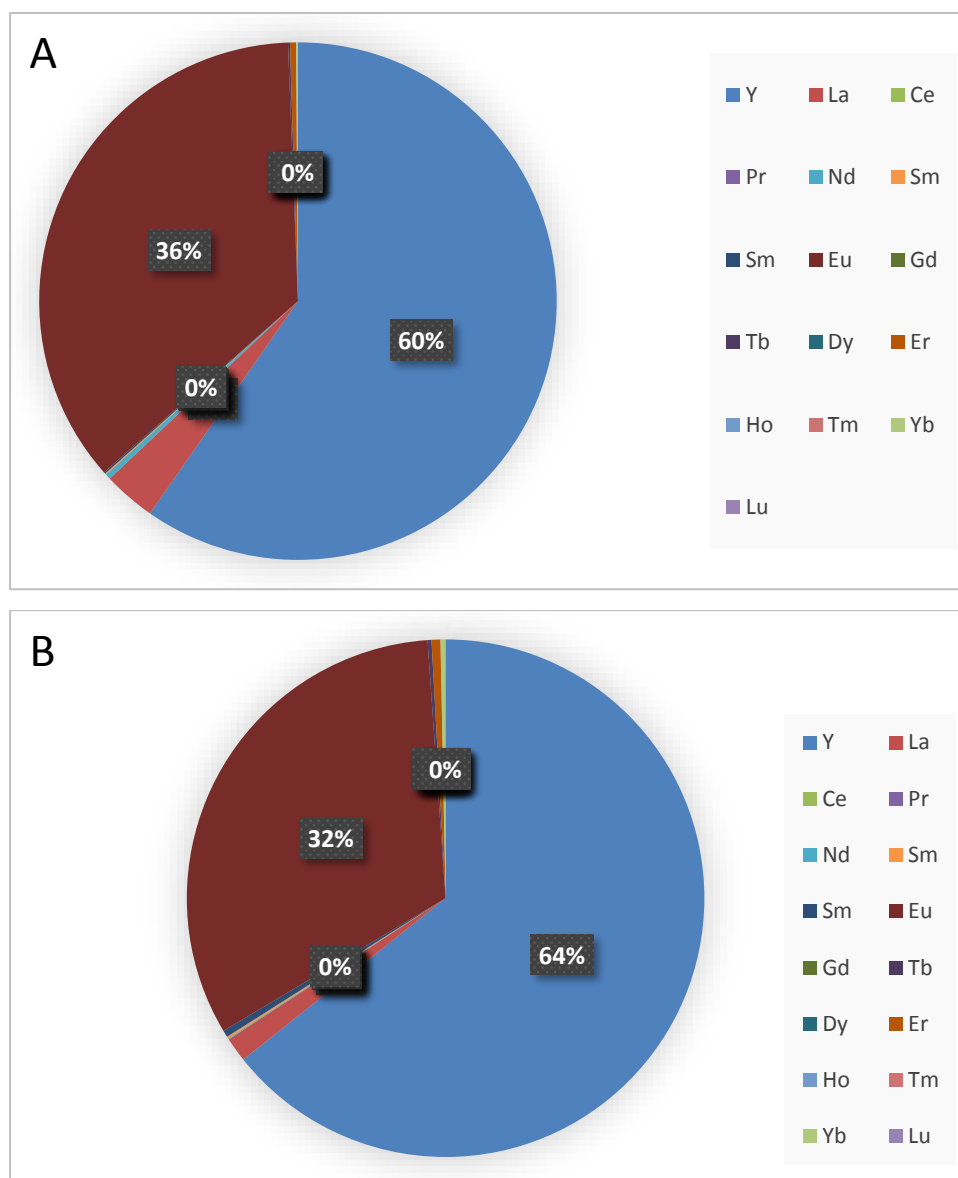 A
0%
36%
60%
0%
Y La Ce
Pr Nd Sm
Sm Eu Gd
Tb Dy Er
Ho Tm Yb
Lu
B
0%
32%
64%
0%
Y La
Ce Pr
Nd Sm
Sm Eu
Gd Tb
Dy Er
Ho Tm
Yb Lu